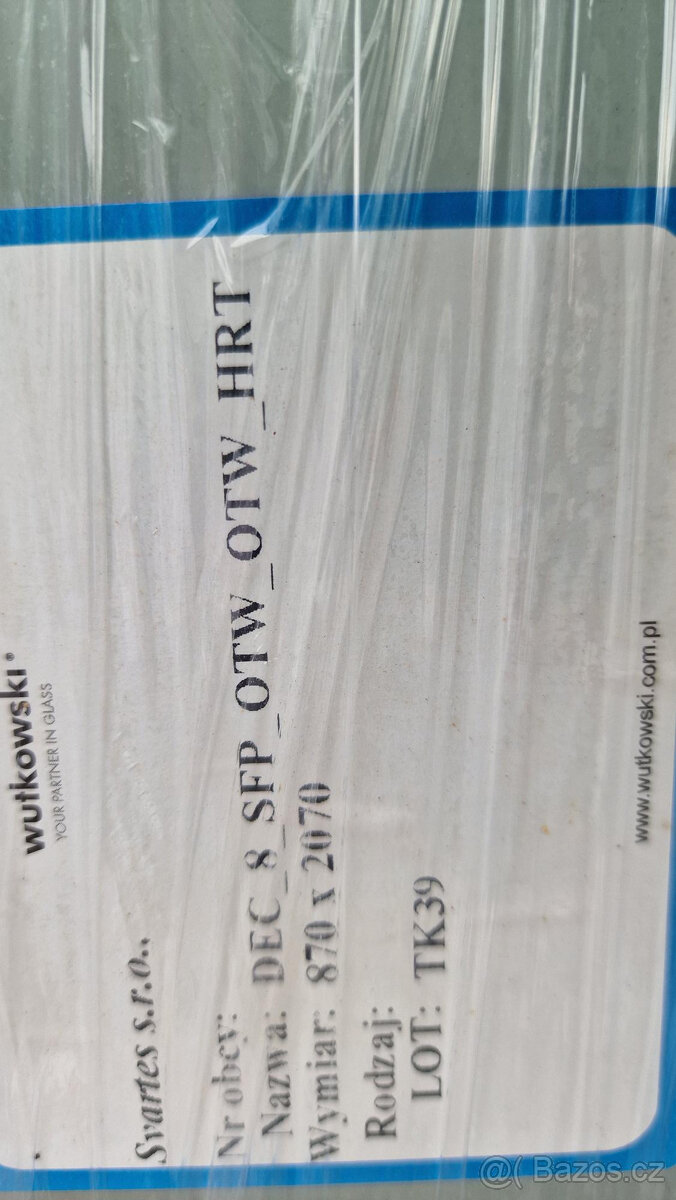 wutkowski®
YOUR PARTNER IN GLASS
Svartes s.r.o..
Nr obcy:
Nazwa: DEC_8_SFP_OTW_OTW_HRT
Wymiar: 870 x 2070
Rodzaj:
LOT: TK39
www.wutkowski.com.pl
@( Bazoš.cz